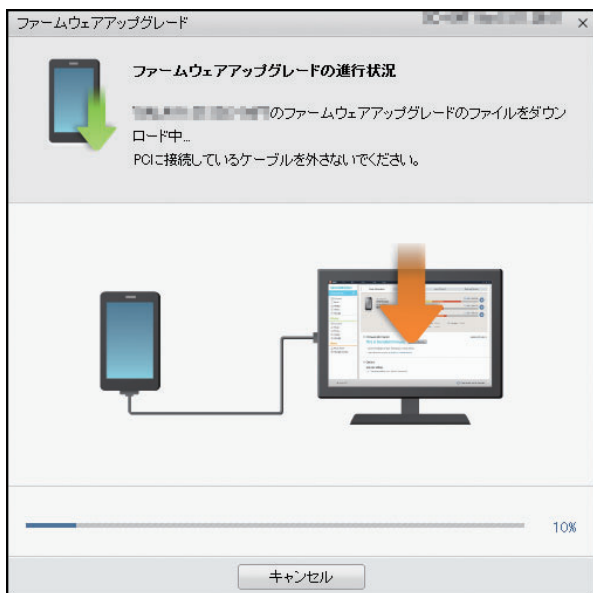 ファームウェアアップグレード
ファームウェアアップグレードの進行状況
のファームウェアアップグレードのファイルをダウン
ロード中...
PCに接続しているケーブルを外さないでください。
10%
キャンセル